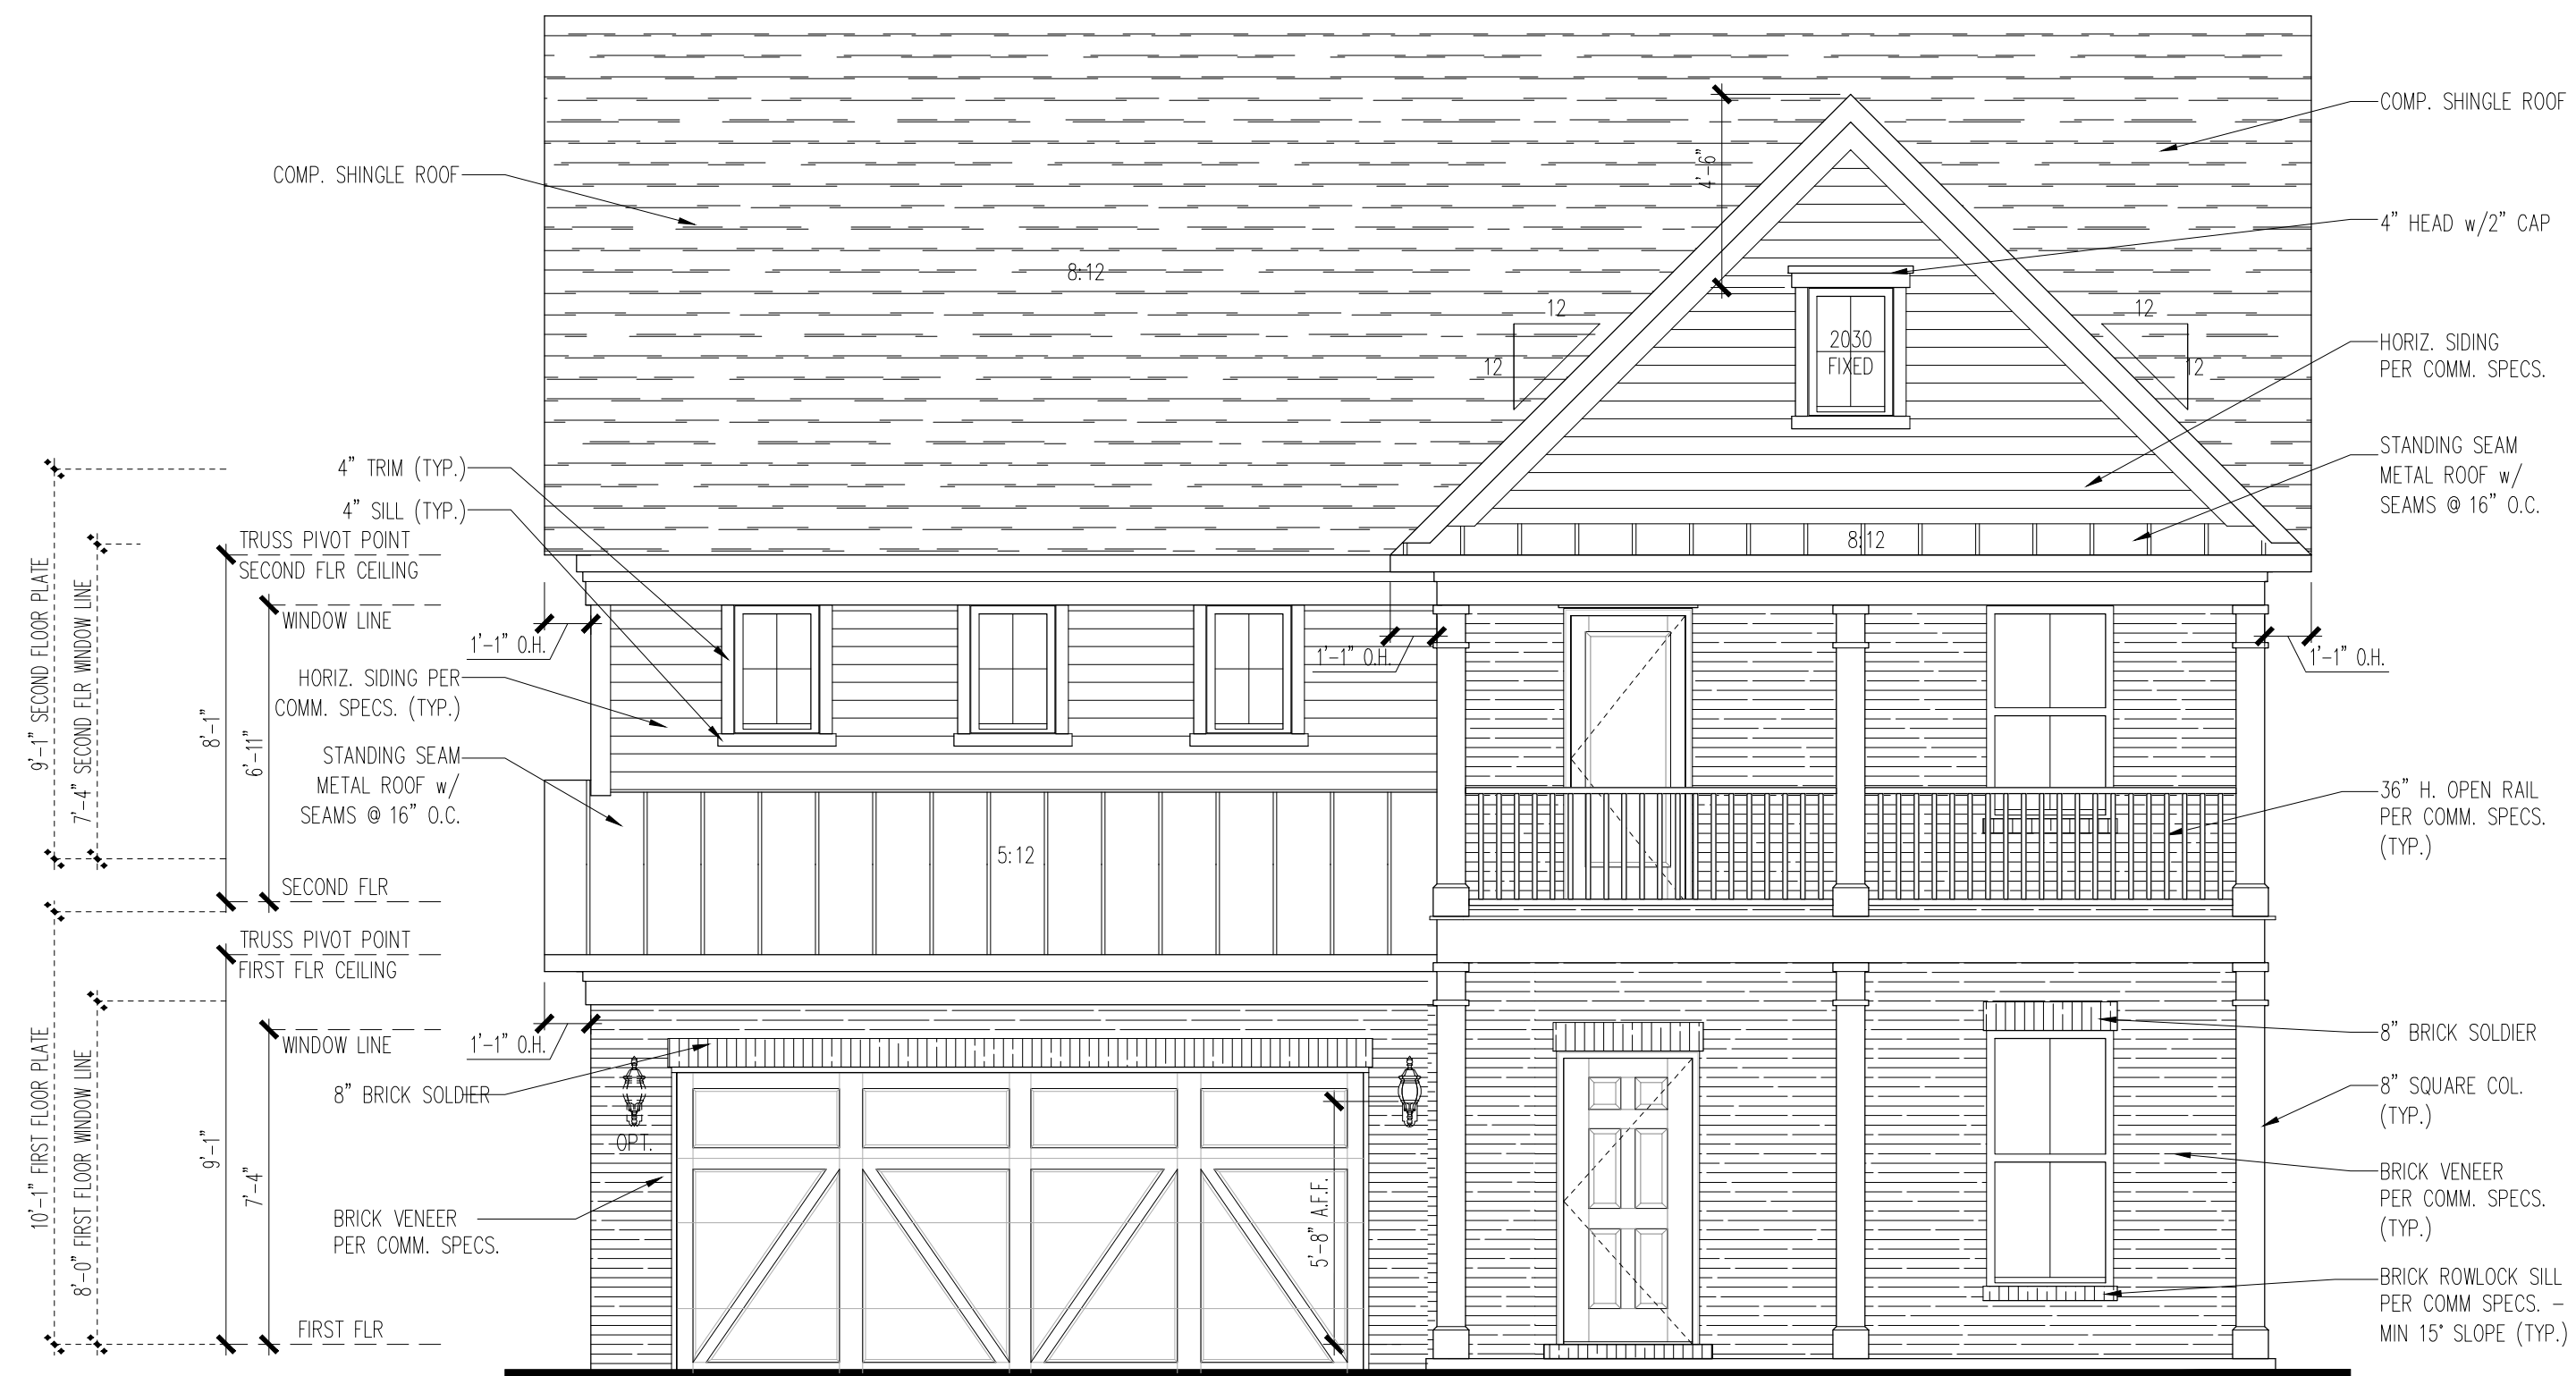 COMP. SHINGLE ROOF
COMP. SHINGLE ROOF
4'-6"
4" HEAD w/2" CAP
8:12
12
12
12
12
2030
FIXED
HORIZ. SIDING
PER COMM. SPECS.
STANDING SEAM
METAL ROOF w/
SEAMS @ 16" O.C.
4" TRIM (TYP.)
4" SILL (TYP.)
8:12
TRUSS PIVOT POINT
SECOND FLR CEILING
WINDOW LINE
9'-1" SECOND FLOOR PLATE
7'-4" SECOND FLR WINDOW LINE
8'-1"
6'-11"
1'-1" O.H.
1'-1" O.H.
1'-1" O.H.
HORIZ. SIDING PER
COMM. SPECS. (TYP.)
STANDING SEAM
METAL ROOF w/
SEAMS @ 16" O.C.
5:12
36" H. OPEN RAIL
PER COMM. SPECS.
(TYP.)
SECOND FLR
TRUSS PIVOT POINT
FIRST FLR CEILING
WINDOW LINE
1'-1" O.H.
10'-1" FIRST FLOOR PLATE
8'-0" FIRST FLOOR WINDOW LINE
9'-1"
7'-4"
8" BRICK SOLDIER
OPT.
BRICK VENEER
PER COMM. SPECS.
5'-8" A.F.F.
8" BRICK SOLDIER
8" SQUARE COL.
(TYP.)
BRICK VENEER
PER COMM. SPECS.
(TYP.)
BRICK ROWLOCK SILL
PER COMM SPECS. –
MIN 15° SLOPE (TYP.)
FIRST FLR